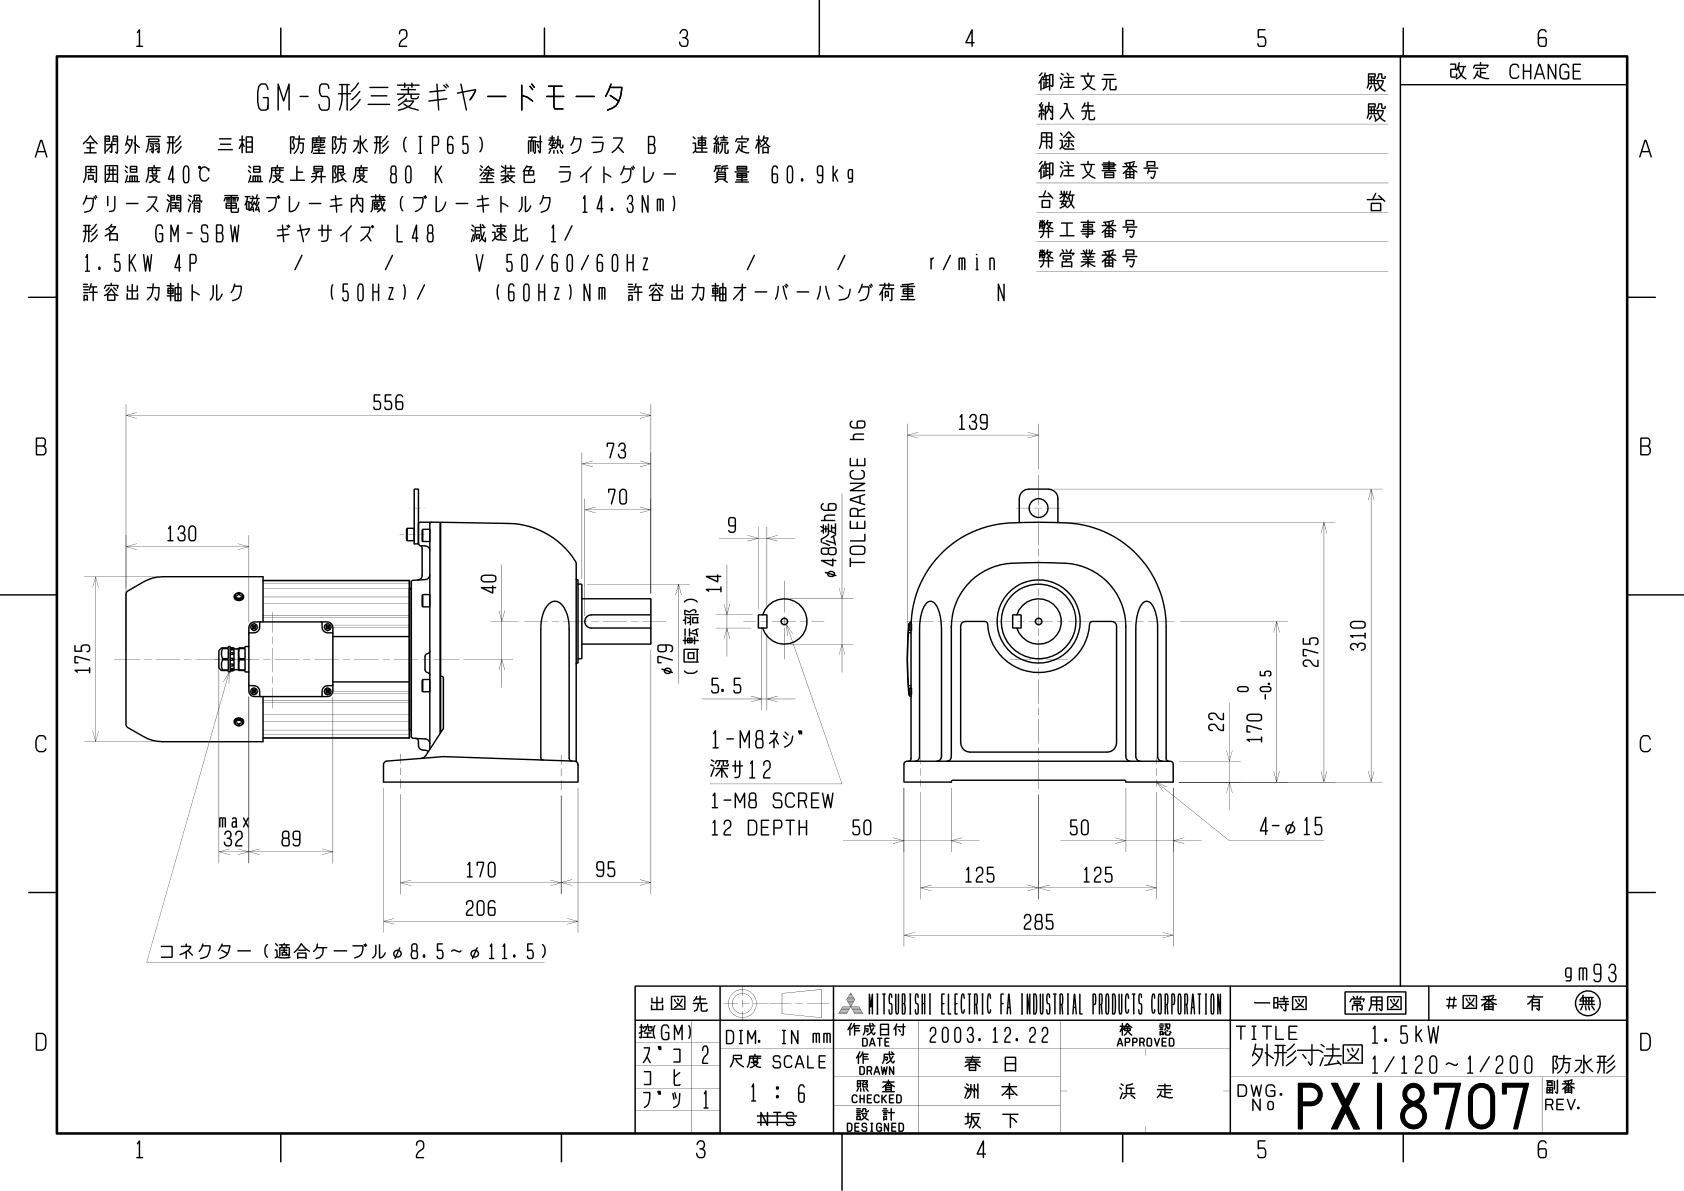 1 2 3 4 5 6
改定 CHANGE
GM-S形三菱ギヤードモータ
全閉外扇形 三相 防塵防水形(IP65) 耐熱クラス B 連続定格
周囲温度40℃ 温度上昇限度 80 K 塗装色 ライトグレー 質量 60.9kg
グリース潤滑 電磁ブレーキ内蔵(ブレーキトルク 14.3Nm)
形名 GM-SBW ギヤサイズ L48 減速比 1/
1.5KW 4P / / V 50/60/60Hz / / r/min
許容出力軸トルク (50Hz)/ (60Hz)Nm 許容出力軸オーバーハング荷重 N
御注文元 殿
納入先 殿
用途
御注文書番号
台数 台
弊工事番号
弊営業番号
A A
B B
C C
D D
556
73
70
130
175
40
φ79
(回転部)
max
32
89
170
95
206
コネクター(適合ケーブルφ8.5~φ11.5)
9
14
5.5
φ48公差h6
TOLERANCE h6
1-M8ネジ
深サ12
1-M8 SCREW
12 DEPTH
139
310
275
0
170 -0.5
22
50
50
4-φ15
125
125
285
gm93
出図先
控(GM)
ズコ 2
コヒ
ブツ 1
DIM. IN mm
尺度 SCALE
1 : 6
NTS
MITSUBISHI ELECTRIC FA INDUSTRIAL PRODUCTS CORPORATION
作成日付
DATE
2003.12.22
作成
DRAWN
春日
照査
CHECKED
洲本
設計
DESIGNED
坂下
検認
APPROVED
浜走
一時図 常用図 #図番 有 無
TITLE 1.5kW
外形寸法図 1/120~1/200 防水形
DWG.
No
PX18707
副番
REV.
1 2 3 4 5 6